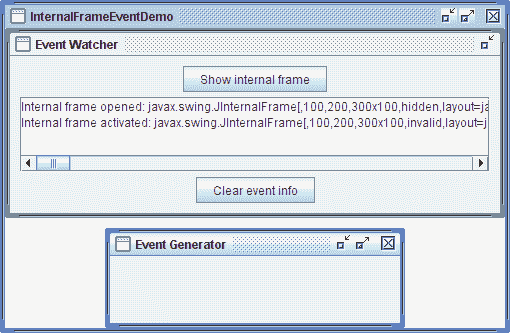 InternalFrameEventDemo
Event Watcher
Show internal frame
Internal frame opened: javax.swing.JInternalFrame[,100,200,300x100,hidden,layout=ja
Internal frame activated: javax.swing.JInternalFrame[,100,200,300x100,invalid,layout=j
Clear event info
Event Generator